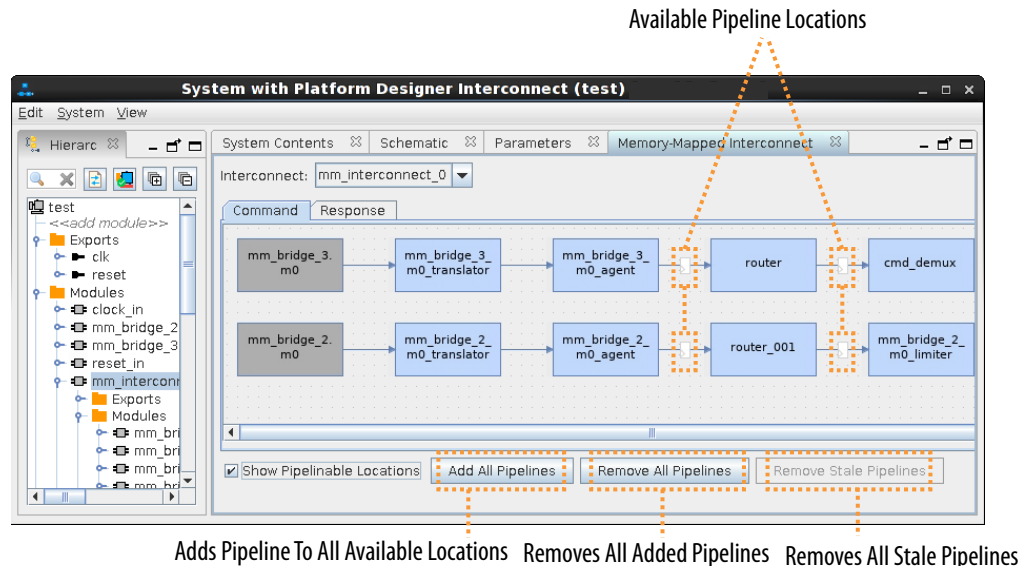 Available Pipeline Locations
System with Platform Designer Interconnect (test)
Edit System View
Hierarc
System Contents
Schematic
Parameters
Memory-Mapped Interconnect
Interconnect: mm_interconnect_0
Command
Response
test
<<add module>>
Exports
clk
reset
Modules
clock_in
mm_bridge_2
mm_bridge_3
reset_in
mm_interconr
Exports
Modules
mm_bri
mm_bri
mm_bri
mm_bri
mm_bridge_3.
m0
mm_bridge_3_
m0_translator
mm_bridge_3_
m0_agent
router
cmd_demux
mm_bridge_2.
m0
mm_bridge_2_
m0_translator
mm_bridge_2_
m0_agent
router_001
mm_bridge_2_
m0_limiter
Show Pipelinable Locations
Add All Pipelines
Remove All Pipelines
Remove Stale Pipelines
Adds Pipeline To All Available Locations
Removes All Added Pipelines
Removes All Stale Pipelines